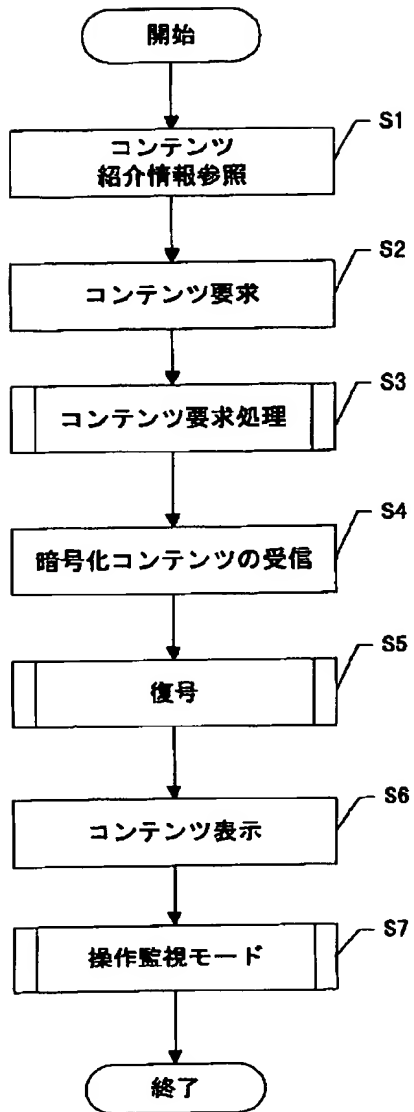 開始
S1
コンテンツ
紹介情報参照
S2
コンテンツ要求
S3
コンテンツ要求処理
S4
暗号化コンテンツの受信
S5
復号
S6
コンテンツ表示
S7
操作監視モード
終了